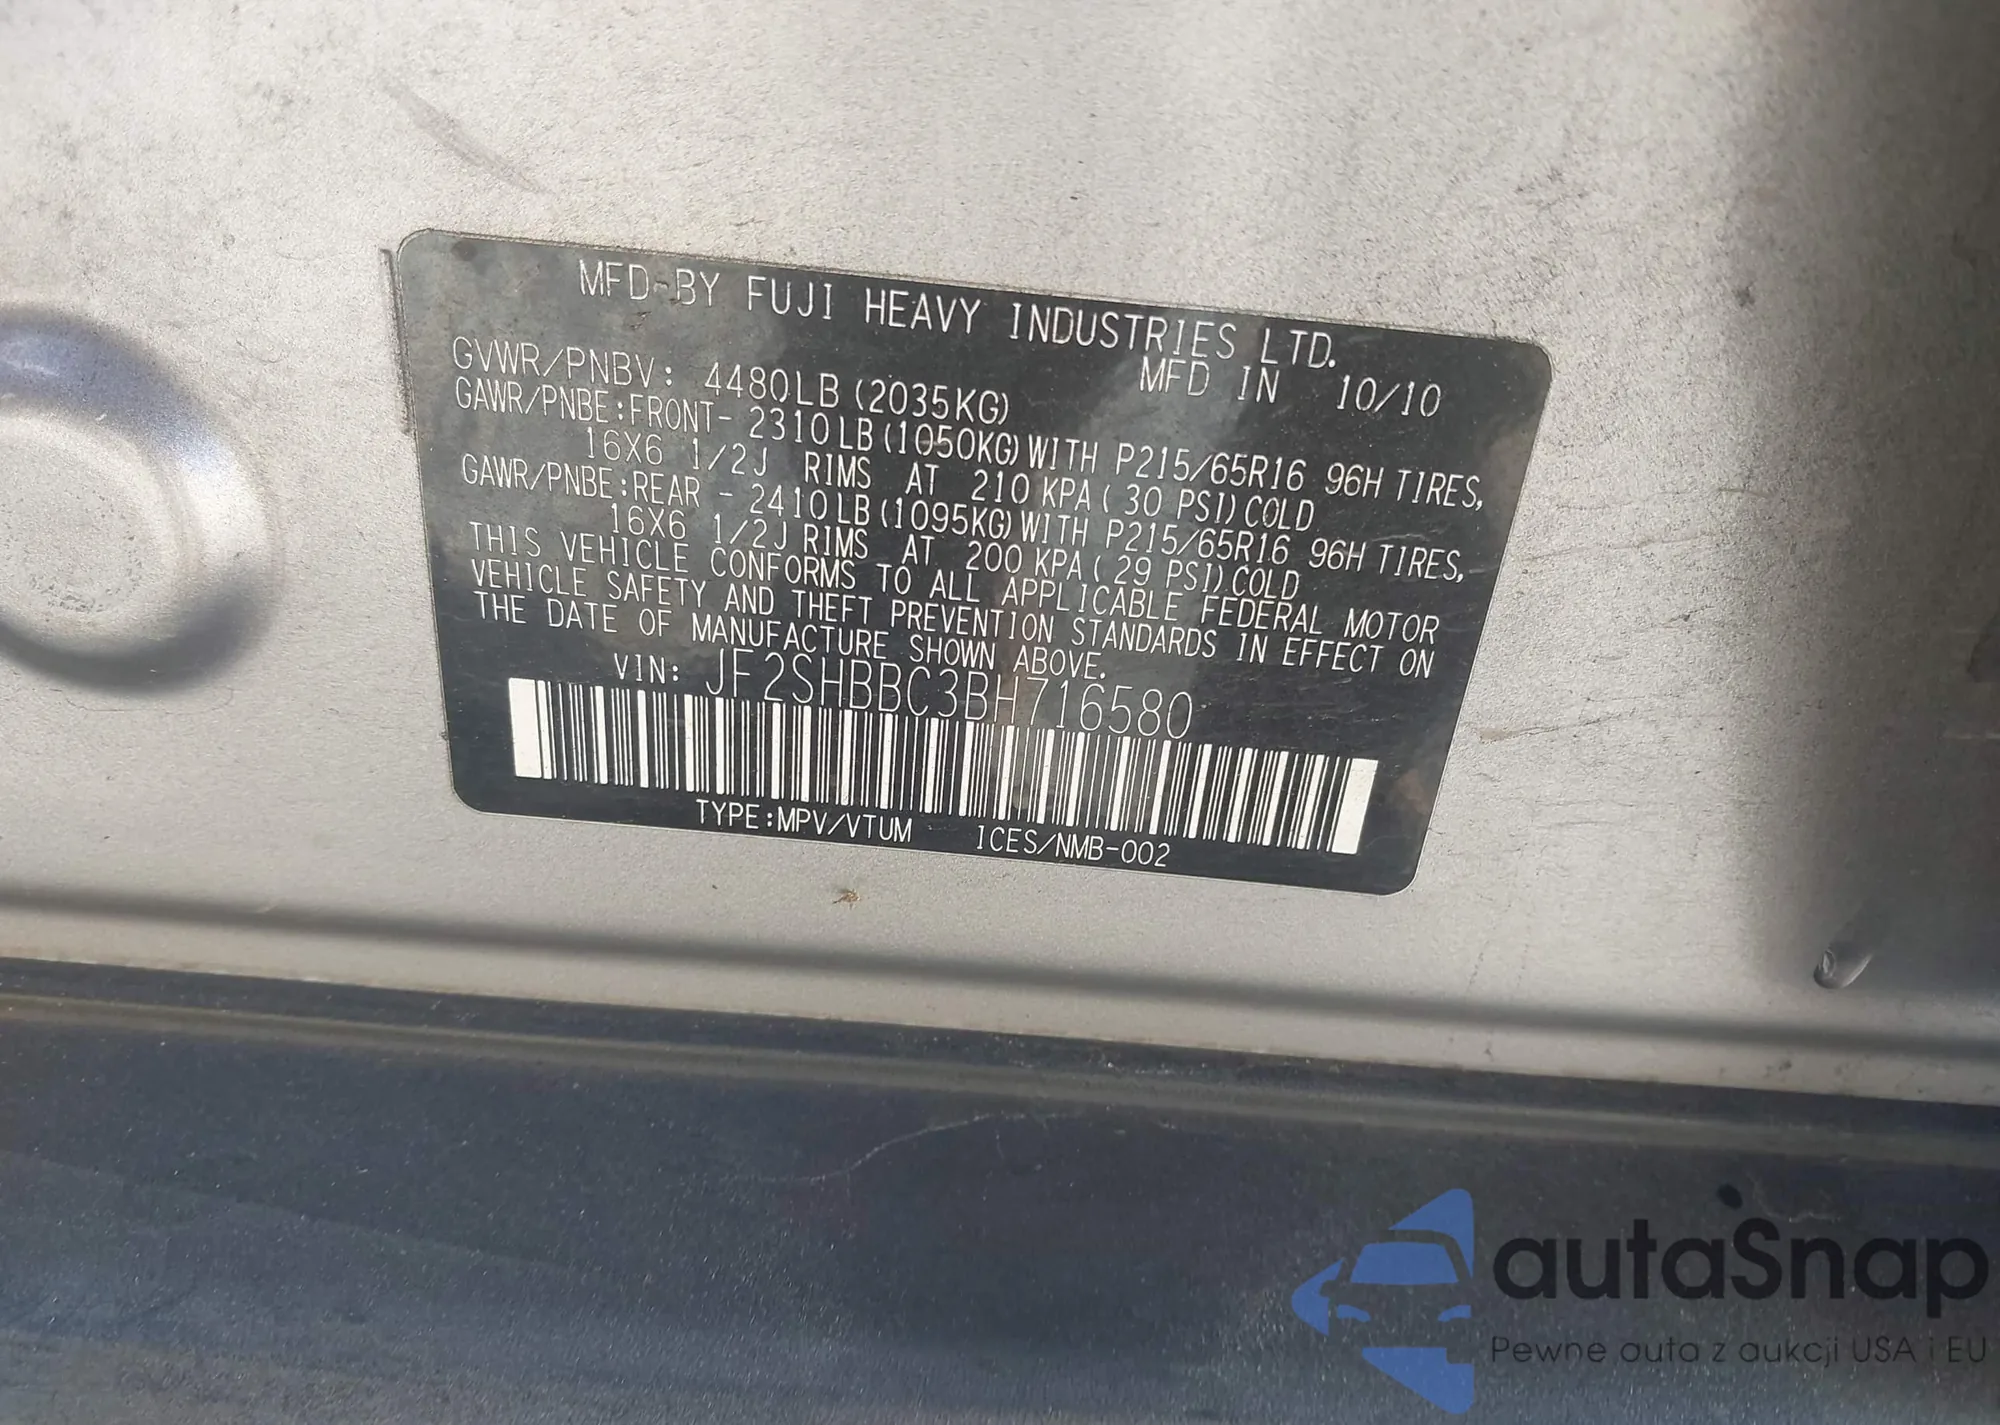 MFD-BY FUJI HEAVY INDUSTRIES LTD.
MFD IN 10/10
GVWR/PNBV: 4480LB (2035KG)
GAWR/PNBE:FRONT- 2310LB(1050KG)WITH P215/65R16 96H TIRES,
16X6 1/2J RIMS AT 210 KPA( 30 PSI)COLD
GAWR/PNBE:REAR - 2410LB(1095KG)WITH P215/65R16 96H TIRES,
16X6 1/2J RIMS AT 200 KPA( 29 PSI)COLD
THIS VEHICLE CONFORMS TO ALL APPLICABLE FEDERAL MOTOR
VEHICLE SAFETY AND THEFT PREVENTION STANDARDS IN EFFECT ON
THE DATE OF MANUFACTURE SHOWN ABOVE.
VIN: JF2SHBBC3BH716580
TYPE:MPV/VTUM ICES/NMB-002
autaSnap
Pewne auta z aukcji USA i EU